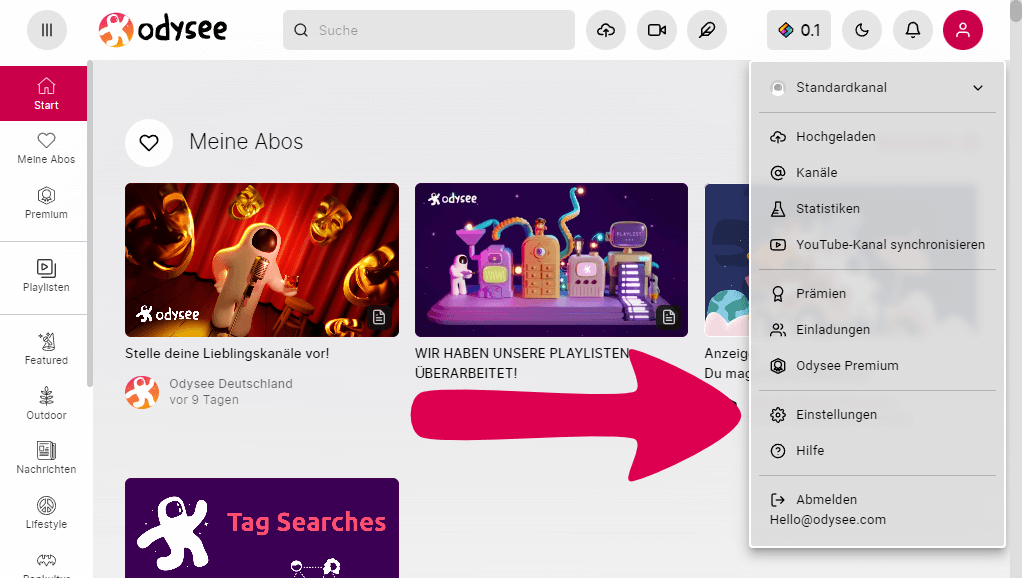 odysee
Suche
0.1
Start
Meine Abos
Premium
Playlisten
Featured
Outdoor
Nachrichten
Lifestyle
Meine Abos
odysee
Stelle deine Lieblingskanäle vor!
Odysee Deutschland
vor 9 Tagen
odysee
PLAYLIST
WIR HABEN UNSERE PLAYLISTEN
ÜBERARBEITET!
Anzeige
Du mag
Tag Searches
Standardkanal
Hochgeladen
Kanäle
Statistiken
YouTube-Kanal synchronisieren
Prämien
Einladungen
Odysee Premium
Einstellungen
Hilfe
Abmelden
Hello@odysee.com